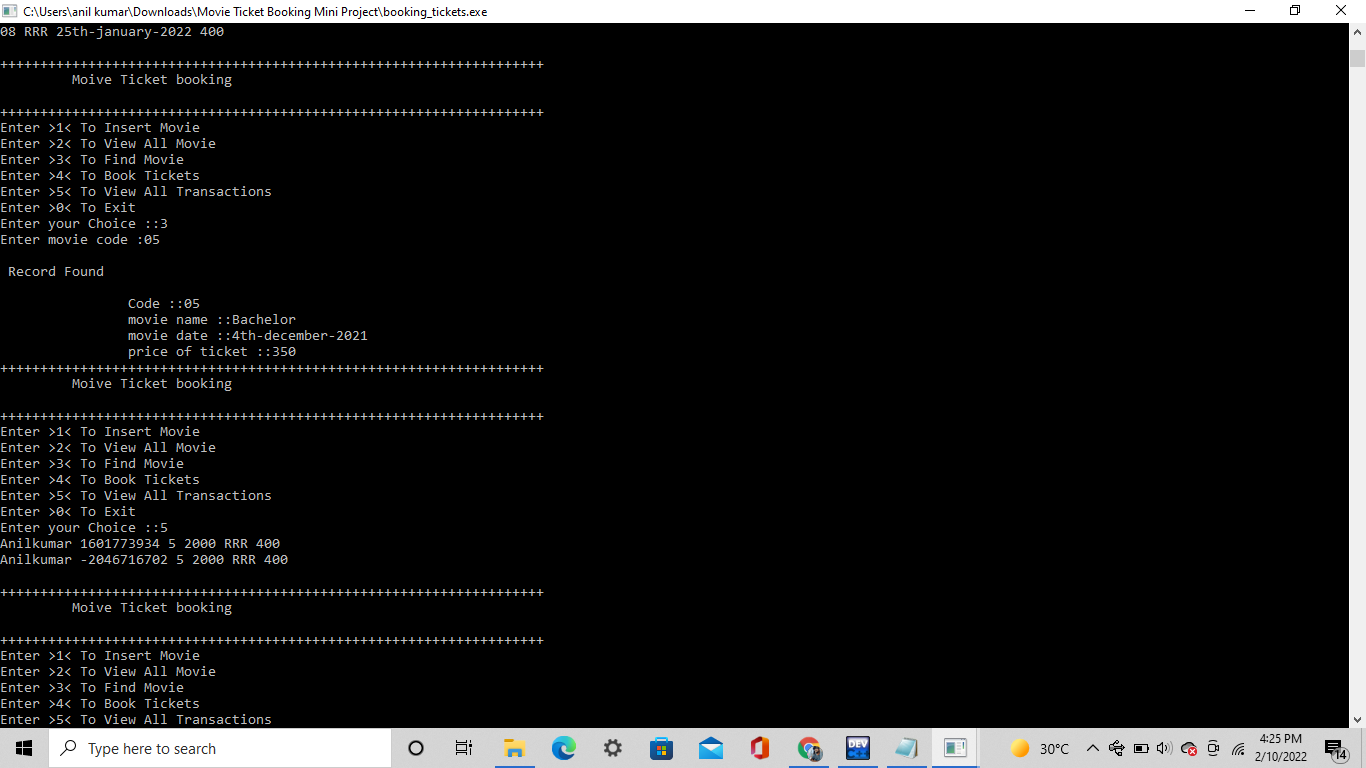 C:\Users\anil kumar\Downloads\Movie Ticket Booking Mini Project\booking_tickets.exe
08 RRR 25th-january-2022 400
++++++++++++++++++++++++++++++++++++++++++++++++++++++++++++++++++++
Moive Ticket booking
++++++++++++++++++++++++++++++++++++++++++++++++++++++++++++++++++++
Enter >1< To Insert Movie
Enter >2< To View All Movie
Enter >3< To Find Movie
Enter >4< To Book Tickets
Enter >5< To View All Transactions
Enter >0< To Exit
Enter your Choice ::3
Enter movie code :05
Record Found
Code ::05
movie name ::Bachelor
movie date ::4th-december-2021
price of ticket ::350
++++++++++++++++++++++++++++++++++++++++++++++++++++++++++++++++++++
Moive Ticket booking
++++++++++++++++++++++++++++++++++++++++++++++++++++++++++++++++++++
Enter >1< To Insert Movie
Enter >2< To View All Movie
Enter >3< To Find Movie
Enter >4< To Book Tickets
Enter >5< To View All Transactions
Enter >0< To Exit
Enter your Choice ::5
Anilkumar 1601773934 5 2000 RRR 400
Anilkumar -2046716702 5 2000 RRR 400
++++++++++++++++++++++++++++++++++++++++++++++++++++++++++++++++++++
Moive Ticket booking
++++++++++++++++++++++++++++++++++++++++++++++++++++++++++++++++++++
Enter >1< To Insert Movie
Enter >2< To View All Movie
Enter >3< To Find Movie
Enter >4< To Book Tickets
Enter >5< To View All Transactions
Type here to search
DEV
30°C
4:25 PM
2/10/2022
14